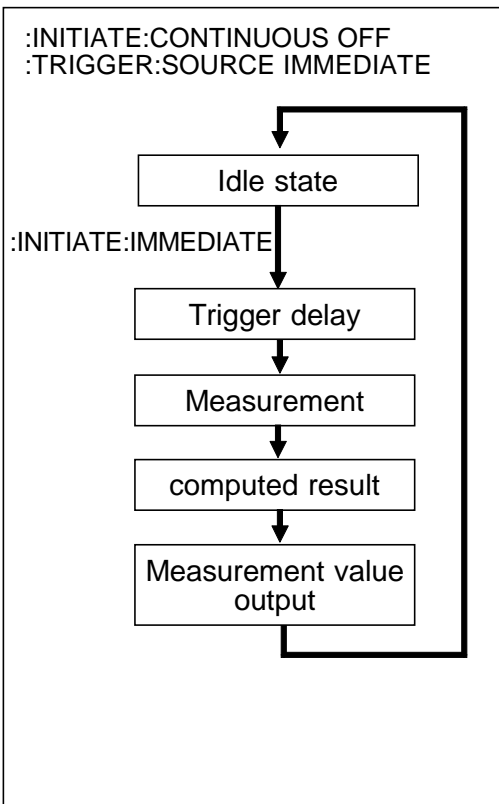 :INITIATE:CONTINUOUS OFF
:TRIGGER:SOURCE IMMEDIATE
Idle state
:INITIATE:IMMEDIATE
Trigger delay
Measurement
computed result
Measurement value
output